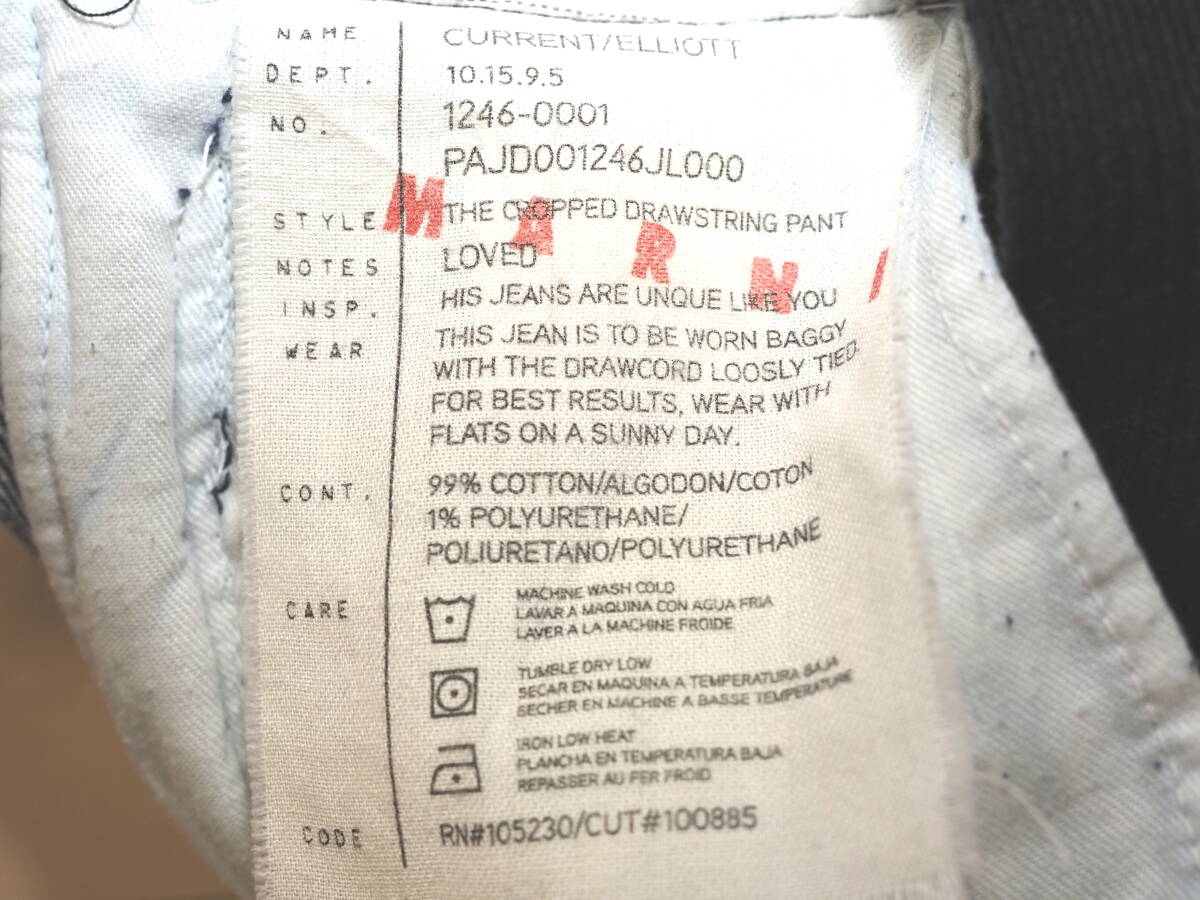 NAME CURRENT/ELLIOTT
DEPT. 10.15.9.5
NO. 1246-0001
PAJD001246JL000
STYLE THE CROPPED DRAWSTRING PANT
MARNI
NOTES LOVED
INSP. HIS JEANS ARE UNQUE LIKE YOU
WEAR THIS JEAN IS TO BE WORN BAGGY
WITH THE DRAWCORD LOOSLY TIED.
FOR BEST RESULTS, WEAR WITH
FLATS ON A SUNNY DAY.
CONT. 99% COTTON/ALGODON/COTON
1% POLYURETHANE/
POLIURETANO/POLYURETHANE
CARE MACHINE WASH COLD
LAVAR A MAQUINA CON AGUA FRIA
LAVER A LA MACHINE FROIDE
TUMBLE DRY LOW
SECAR EN MAQUINA A TEMPERATURA BAJA
SECHER EN MACHINE A BASSE TEMPERATURE
IRON LOW HEAT
PLANCHA EN TEMPERATURA BAJA
REPASSER AU FER FROID
CODE RN#105230/CUT#100885